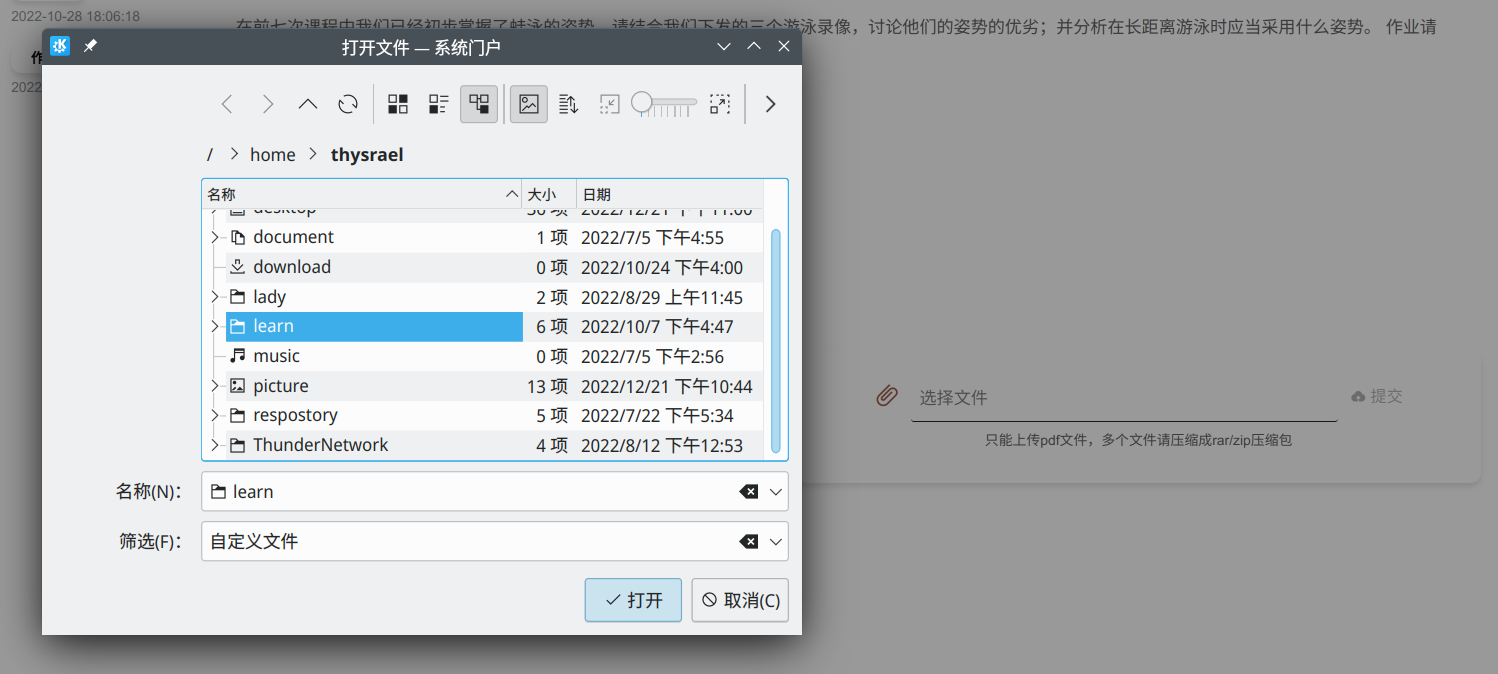 2022-10-28 18:06:18
在前七次课程中我们已经初步掌握了蛙泳的姿势，请结合我们下发的三个游泳录像，讨论他们的姿势的优劣；并分析在长距离游泳时应当采用什么姿势。 作业请
作
2022
打开文件 — 系统门户
/ > home > thysrael
名称 大小 日期
desktop 36 项 2022/12/21 下午11:00
document 1 项 2022/7/5 下午4:55
download 0 项 2022/10/24 下午4:00
lady 2 项 2022/8/29 上午11:45
learn 6 项 2022/10/7 下午4:47
music 0 项 2022/7/5 下午2:56
picture 13 项 2022/12/21 下午10:44
respostory 5 项 2022/7/22 下午5:34
ThunderNetwork 4 项 2022/8/12 下午12:53
名称(N)： learn
筛选(F)： 自定义文件
打开 取消(C)
选择文件 提交
只能上传pdf文件，多个文件请压缩成rar/zip压缩包